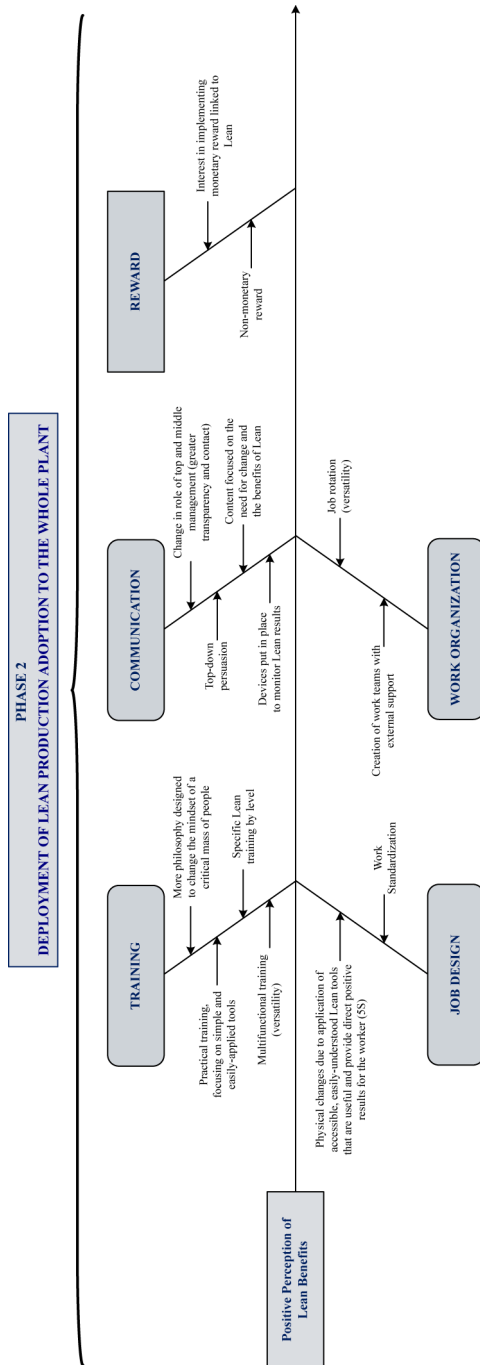 PHASE 2
DEPLOYMENT OF LEAN PRODUCTION ADOPTION TO THE WHOLE PLANT
TRAINING
More philosophy designed
to change the mindset of a
critical mass of people
Practical training,
focusing on simple and
easily-applied tools
Specific Lean
training by level
Multifunctional training
(versatility)
COMMUNICATION
Change in role of top and middle
management (greater
transparency and contact)
Top-down
persuasion
Content focused on the
need for change and
the benefits of Lean
Devices put in place
to monitor Lean results
REWARD
Interest in implementing
monetary reward linked to
Lean
Non-monetary
reward
Positive Perception of
Lean Benefits
Physical changes due to application of
accessible, easily-understood Lean tools
that are useful and provide direct positive
results for the worker (5S)
Work
Standardization
JOB DESIGN
Job rotation
(versatility)
Creation of work teams with
external support
WORK ORGANIZATION